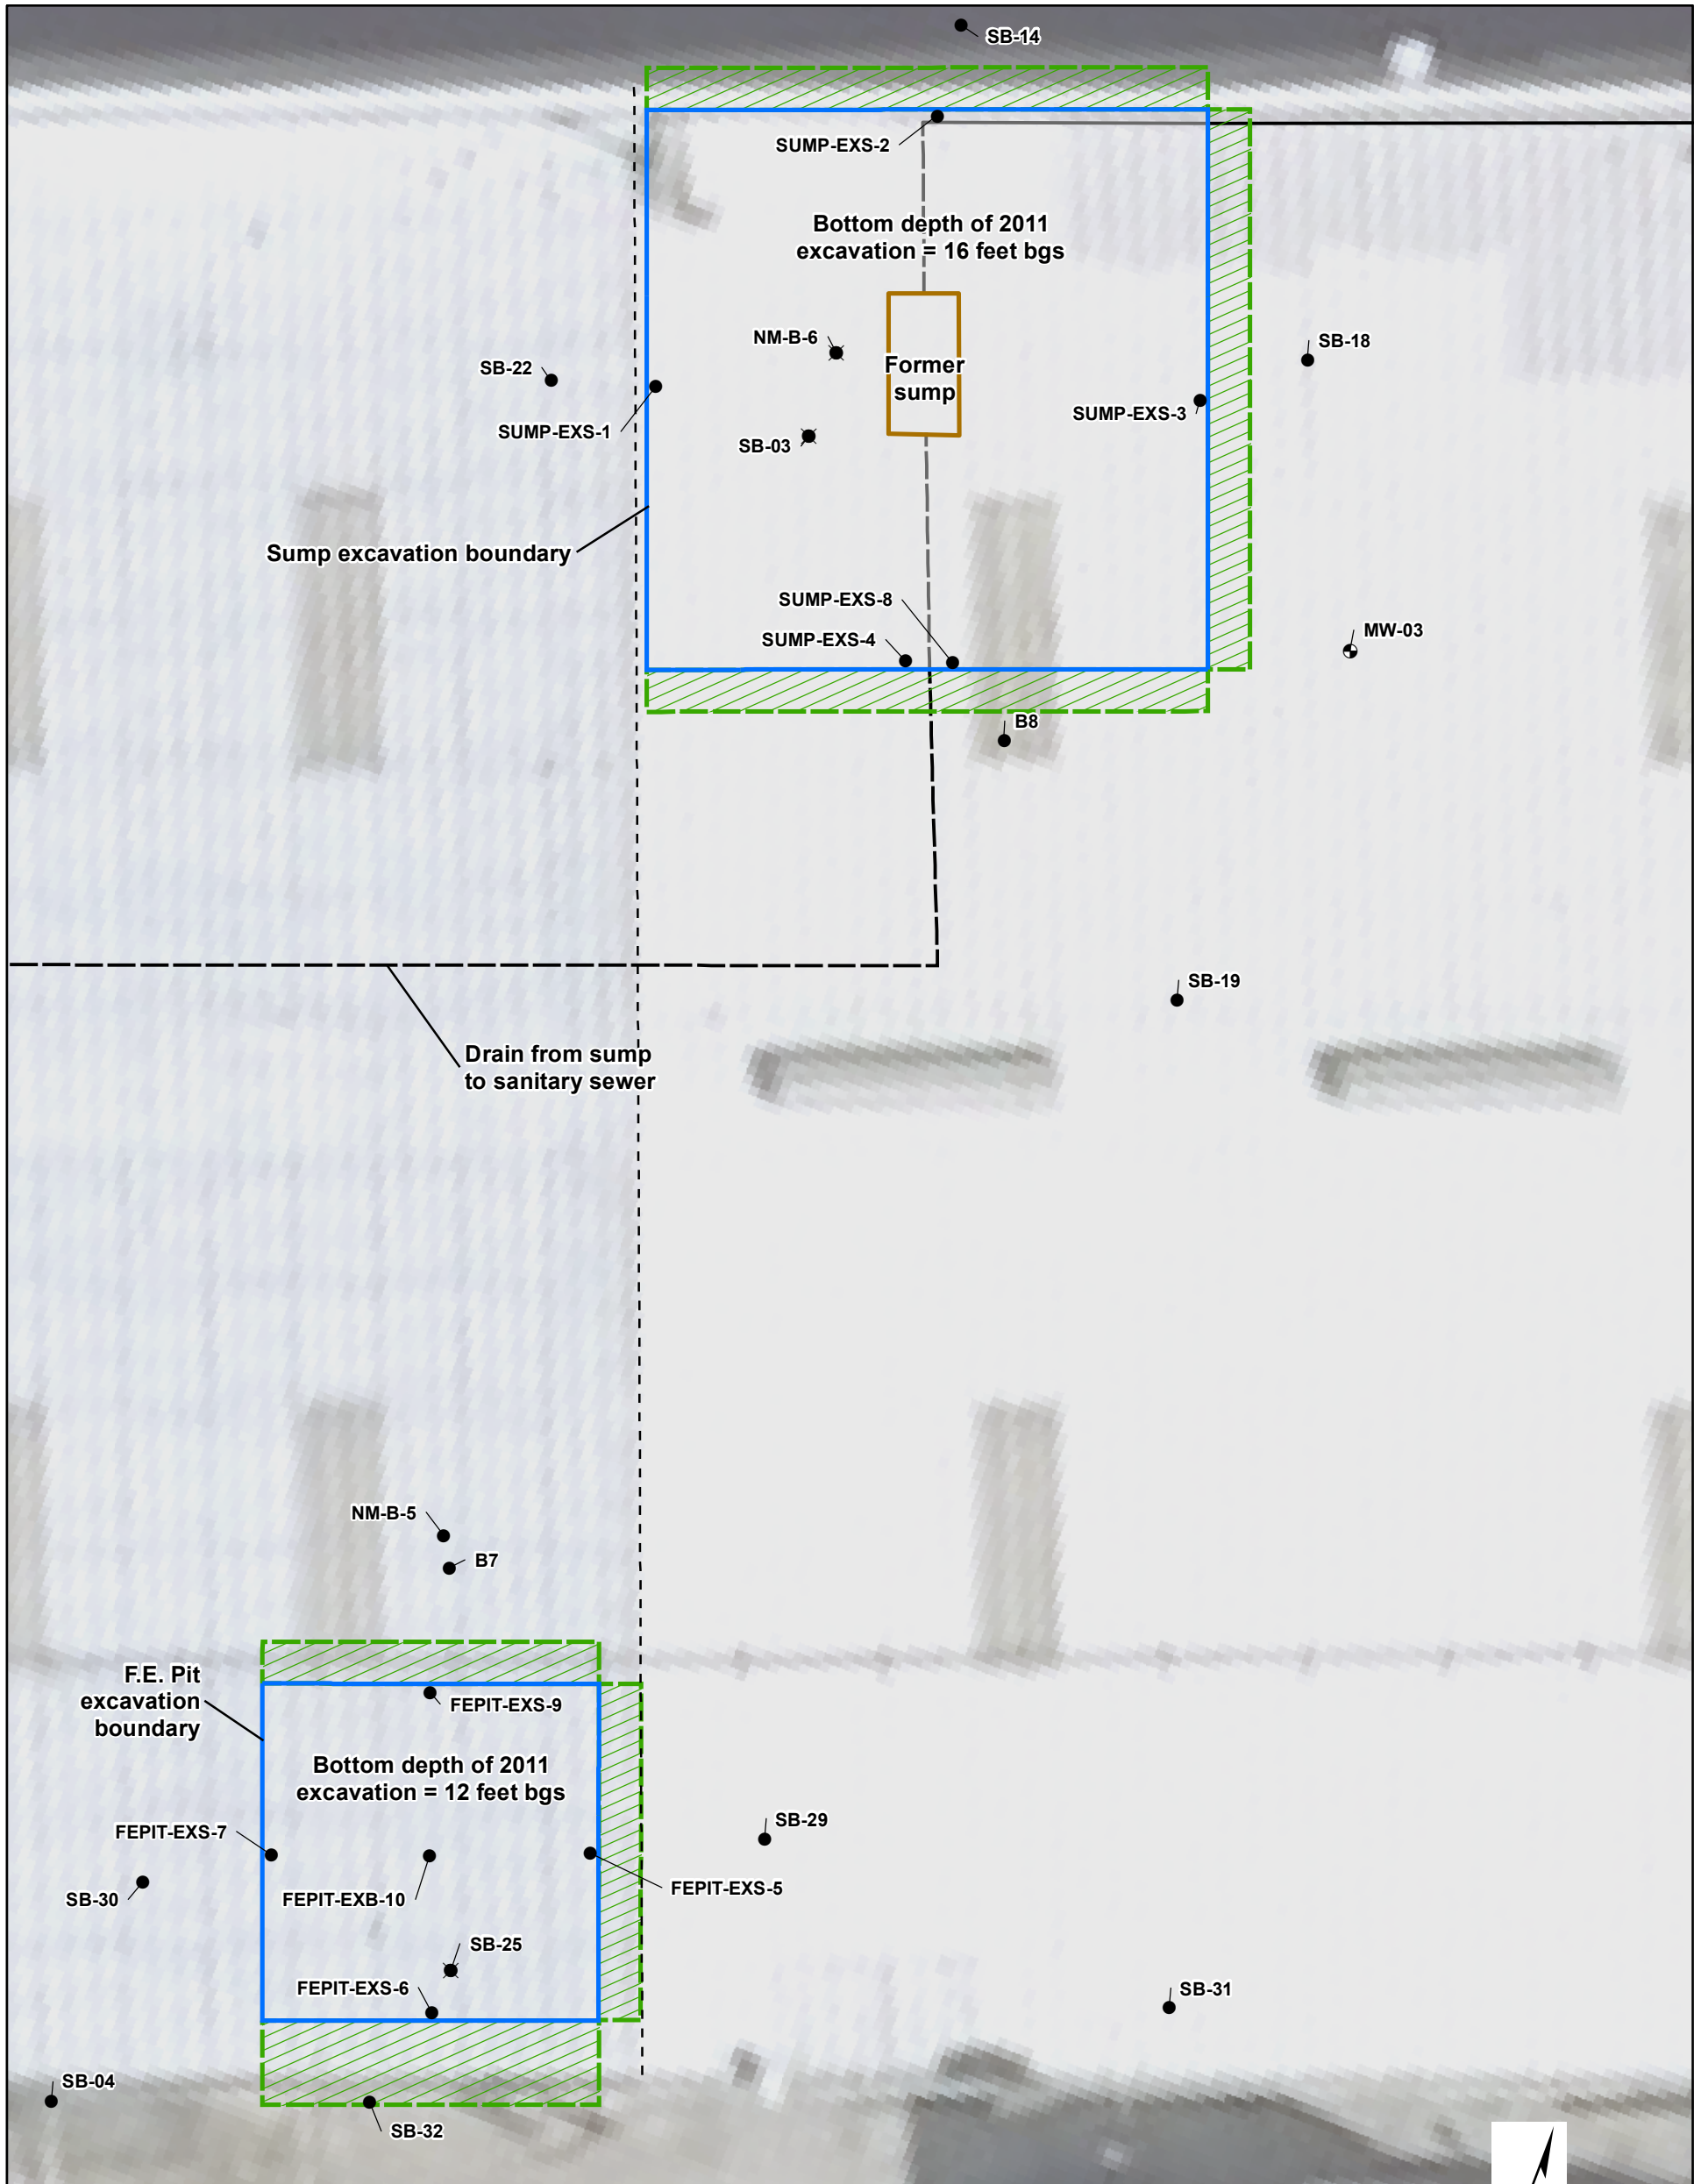 SB-14
SUMP-EXS-2
Bottom depth of 2011
excavation = 16 feet bgs
NM-B-6
SB-18
SB-22
Former
sump
SUMP-EXS-3
SUMP-EXS-1
SB-03
Sump excavation boundary
SUMP-EXS-8
SUMP-EXS-4
MW-03
B8
SB-19
Drain from sump
to sanitary sewer
NM-B-5
B7
F.E. Pit
excavation
boundary
FEPIT-EXS-9
Bottom depth of 2011
excavation = 12 feet bgs
SB-29
FEPIT-EXS-7
FEPIT-EXS-5
SB-30
FEPIT-EXB-10
SB-25
FEPIT-EXS-6
SB-31
SB-04
SB-32